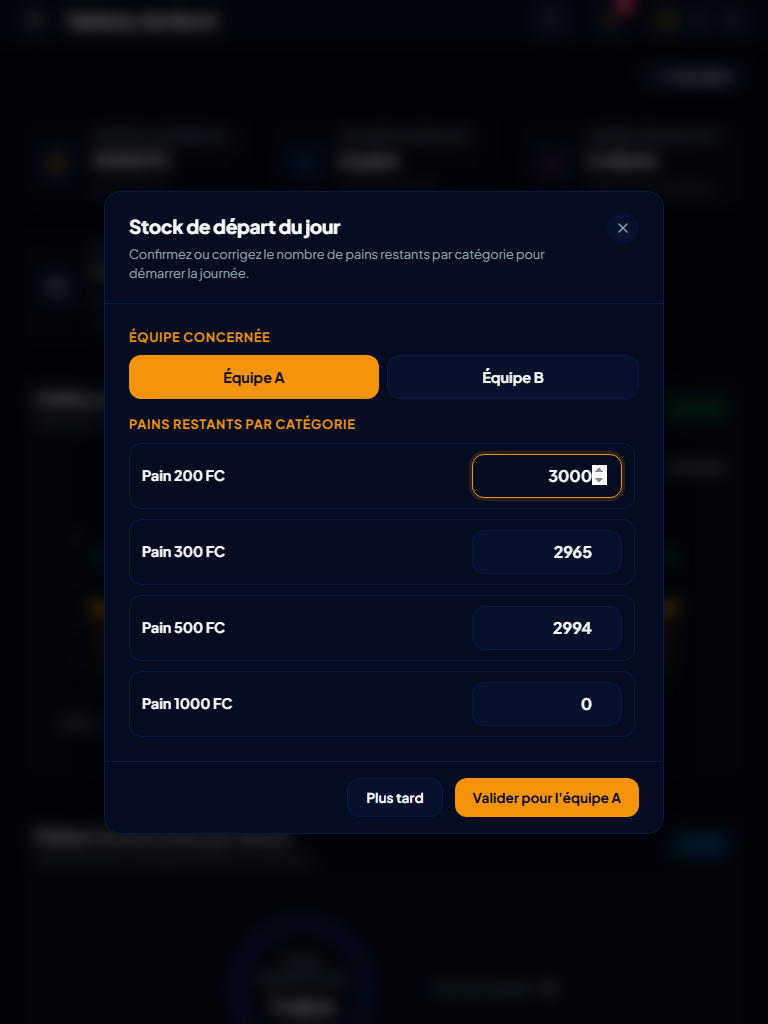 Stock de départ du jour
Confirmez ou corrigez le nombre de pains restants par catégorie pour
démarrer la journée.
ÉQUIPE CONCERNÉE
Équipe A
Équipe B
PAINS RESTANTS PAR CATÉGORIE
Pain 200 FC
3000
Pain 300 FC
2965
Pain 500 FC
2994
Pain 1000 FC
0
Plus tard
Valider pour l'équipe A